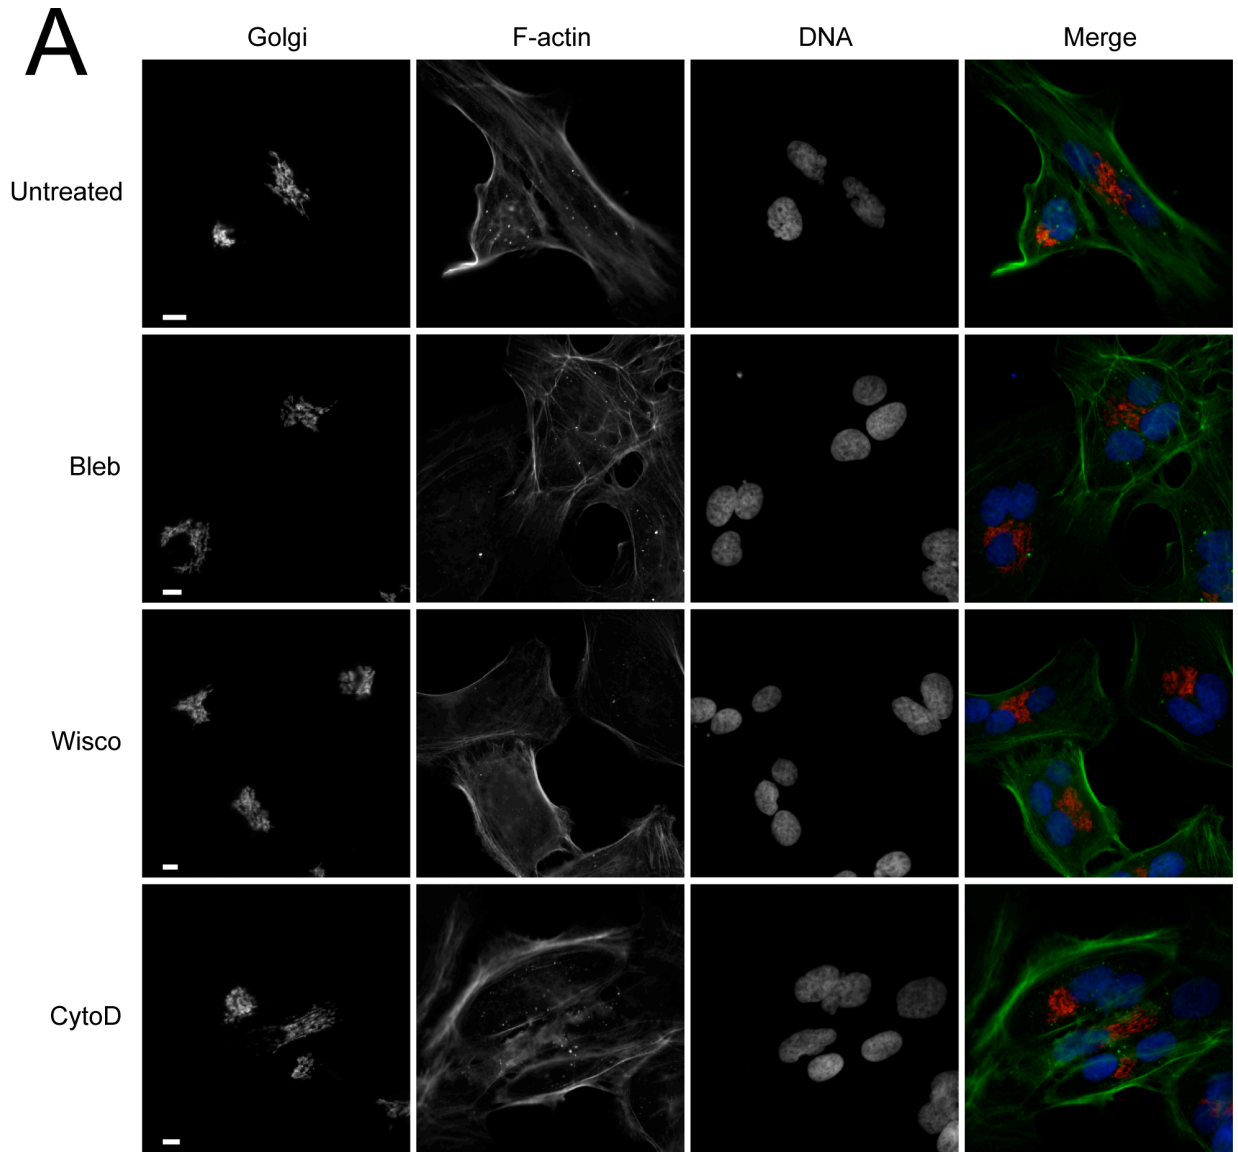 A
Golgi F-actin DNA Merge
Untreated
Bleb
Wisco
CytoD